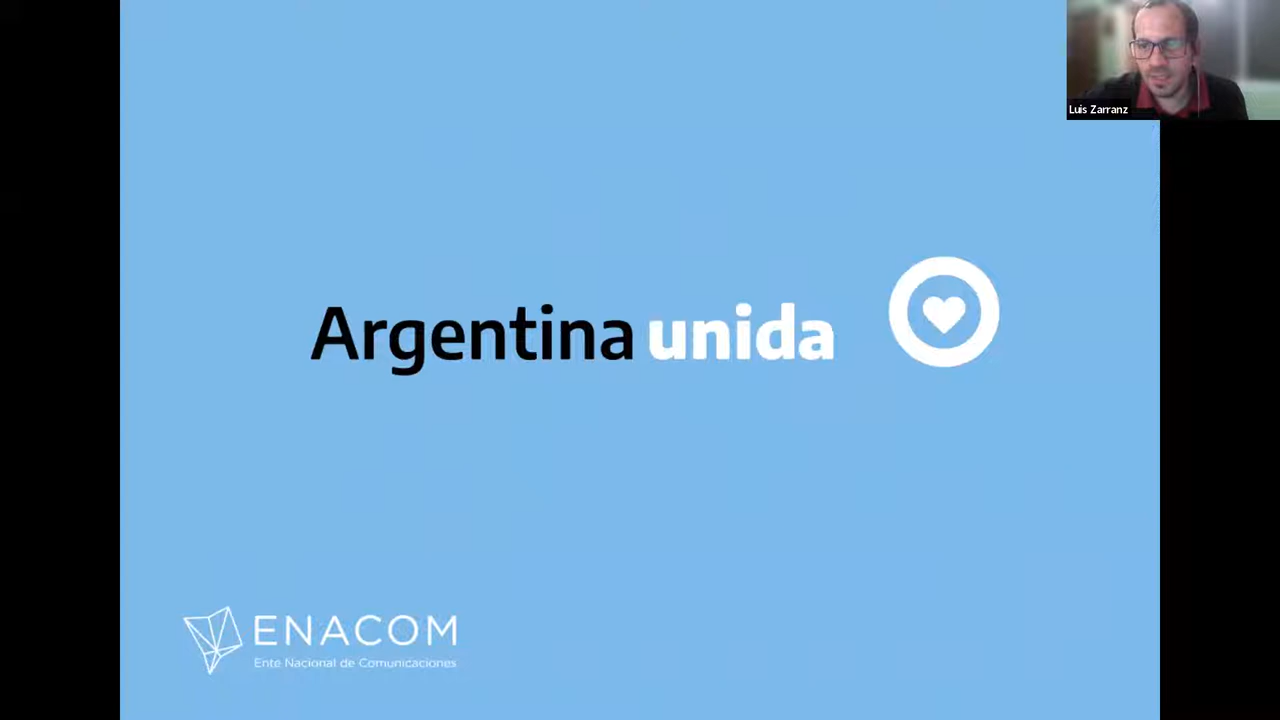 Luis Zarranz
Argentina unida
ENACOM
Ente Nacional de Comunicaciones